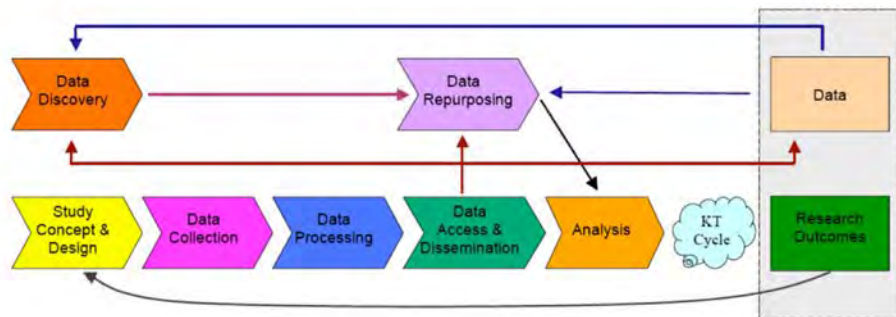 Data
Discovery
Data
Repurposing
Data
Study
Concept &
Design
Data
Collection
Data
Processing
Data
Access &
Dissemination
Analysis
KT
Cycle
Research
Outcomes